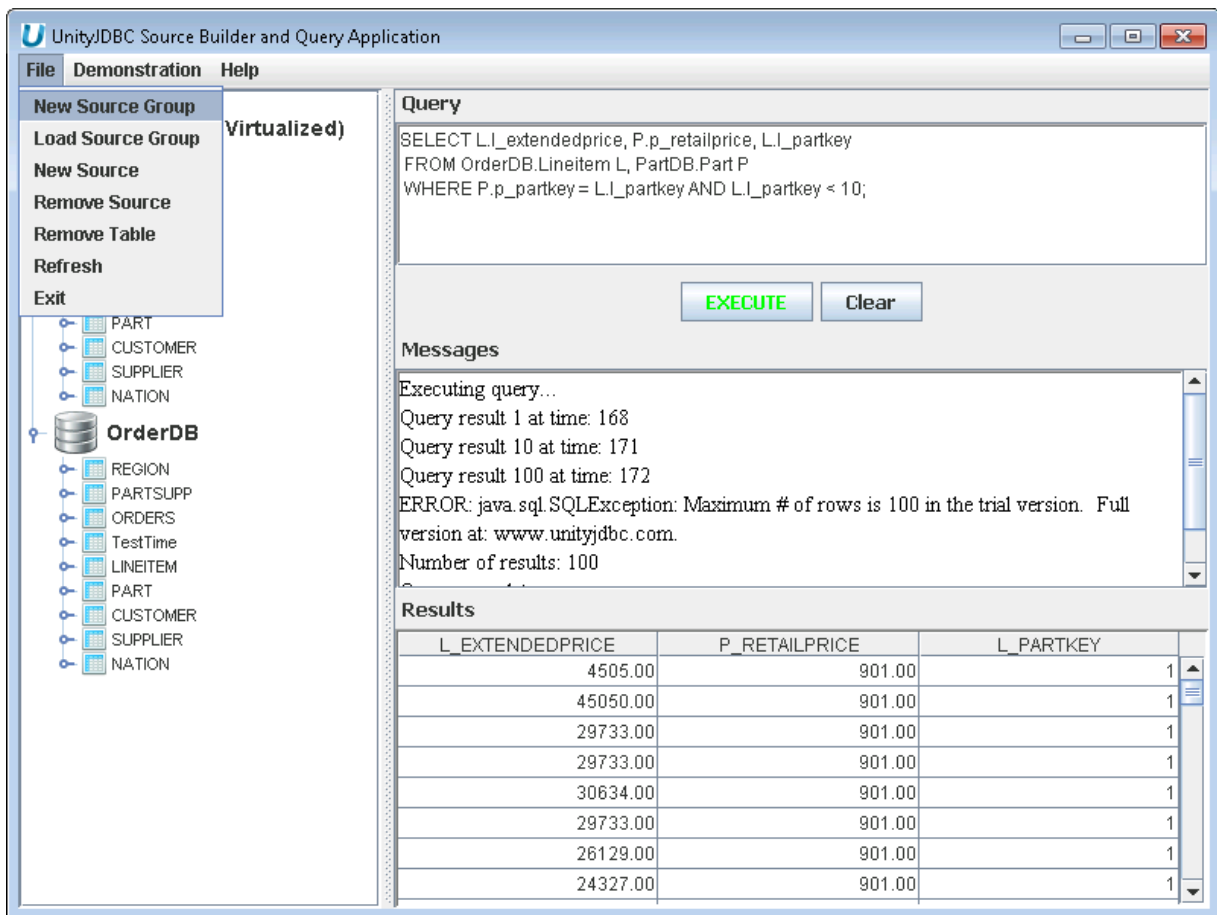 UnityJDBC Source Builder and Query Application
File Demonstration Help
New Source Group
Load Source Group
New Source
Remove Source
Remove Table
Refresh
Exit
Virtualized)
PART
CUSTOMER
SUPPLIER
NATION
OrderDB
REGION
PARTSUPP
ORDERS
TestTime
LINEITEM
PART
CUSTOMER
SUPPLIER
NATION
Query
SELECT L.l_extendedprice, P.p_retailprice, L.l_partkey
FROM OrderDB.Lineitem L, PartDB.Part P
WHERE P.p_partkey = L.l_partkey AND L.l_partkey < 10;
EXECUTE Clear
Messages
Executing query...
Query result 1 at time: 168
Query result 10 at time: 171
Query result 100 at time: 172
ERROR: java.sql.SQLException: Maximum # of rows is 100 in the trial version. Full
version at: www.unityjdbc.com.
Number of results: 100
Results
L_EXTENDEDPRICE P_RETAILPRICE L_PARTKEY
4505.00 901.00 1
45050.00 901.00 1
29733.00 901.00 1
29733.00 901.00 1
30634.00 901.00 1
29733.00 901.00 1
26129.00 901.00 1
24327.00 901.00 1